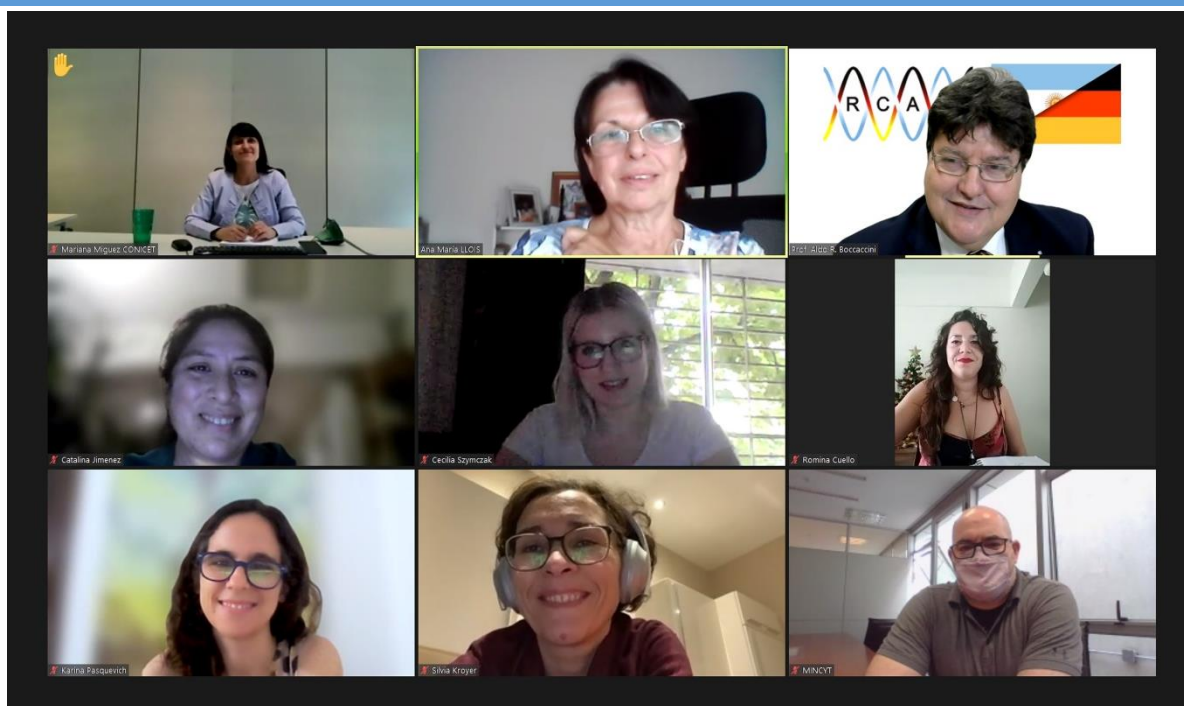 RCA
Mariana Miguez CONICET
Ana Maria LLOIS
Prof. Aldo R. Boccaccini
Catalina Jimenez
Cecilia Szymczak
Romina Cuello
Karina Pasquevich
Silvia Kroyer
MINCYT